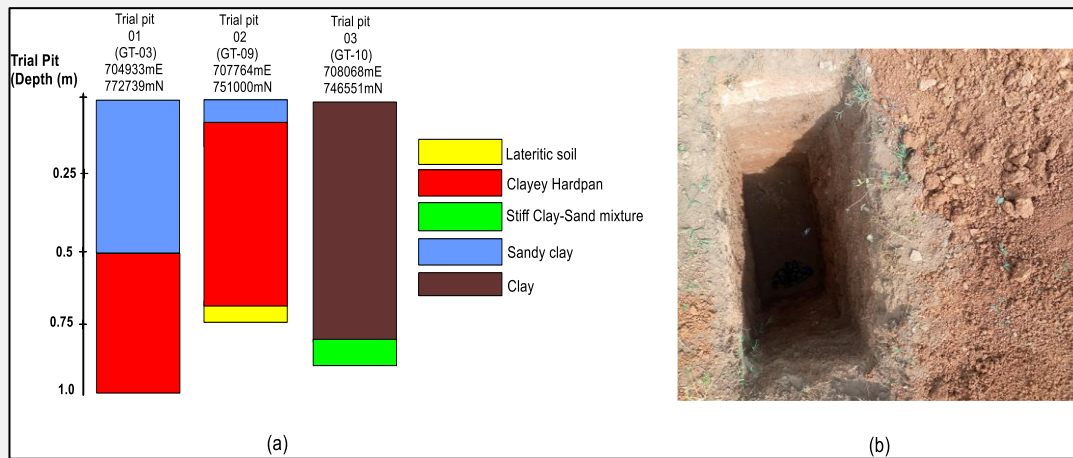 Trial pit
01
(GT-03)
704933mE
772739mN
Trial pit
02
(GT-09)
707764mE
751000mN
Trial pit
03
(GT-10)
708068mE
746551mN
Trial Pit
(Depth (m)
0.25
0.5
0.75
1.0
Lateritic soil
Clayey Hardpan
Stiff Clay-Sand mixture
Sandy clay
Clay
(a)
(b)